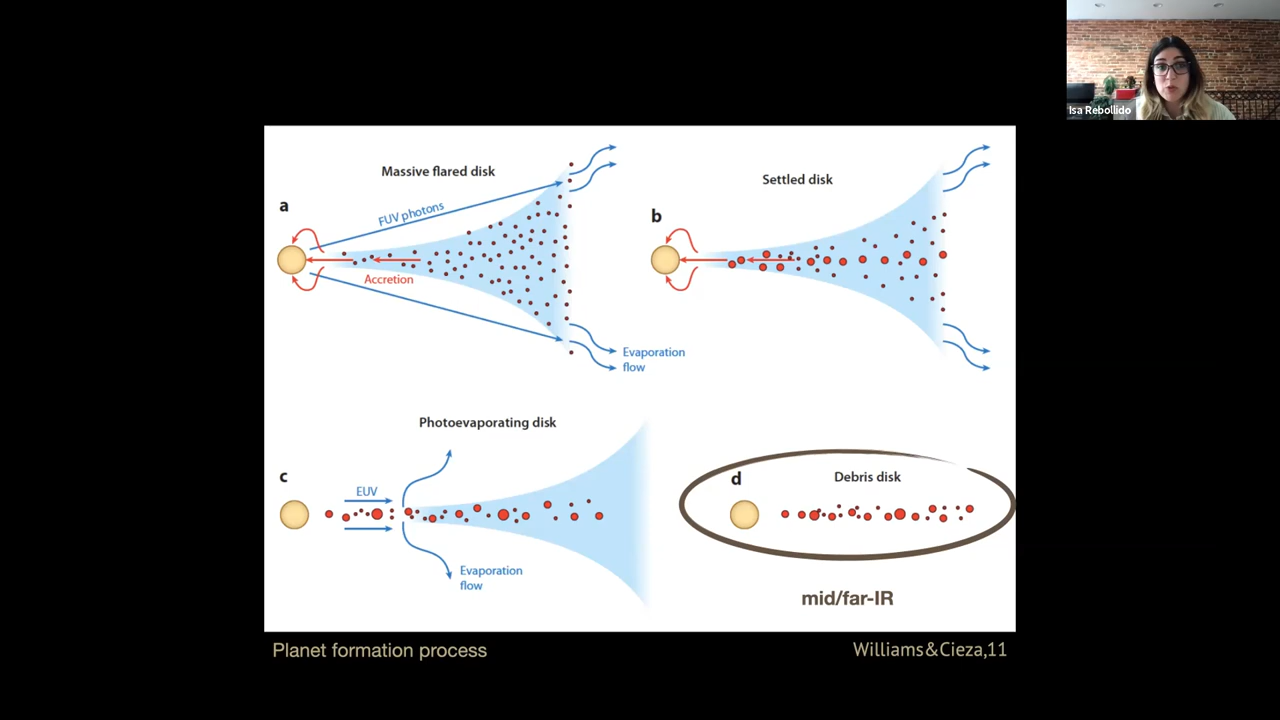 Isa Rebollido
Massive flared disk
a
FUV photons
Accretion
Evaporation
flow
Settled disk
b
Photoevaporating disk
c
EUV
Evaporation
flow
d
Debris disk
mid/far-IR
Planet formation process
Williams&Cieza,11